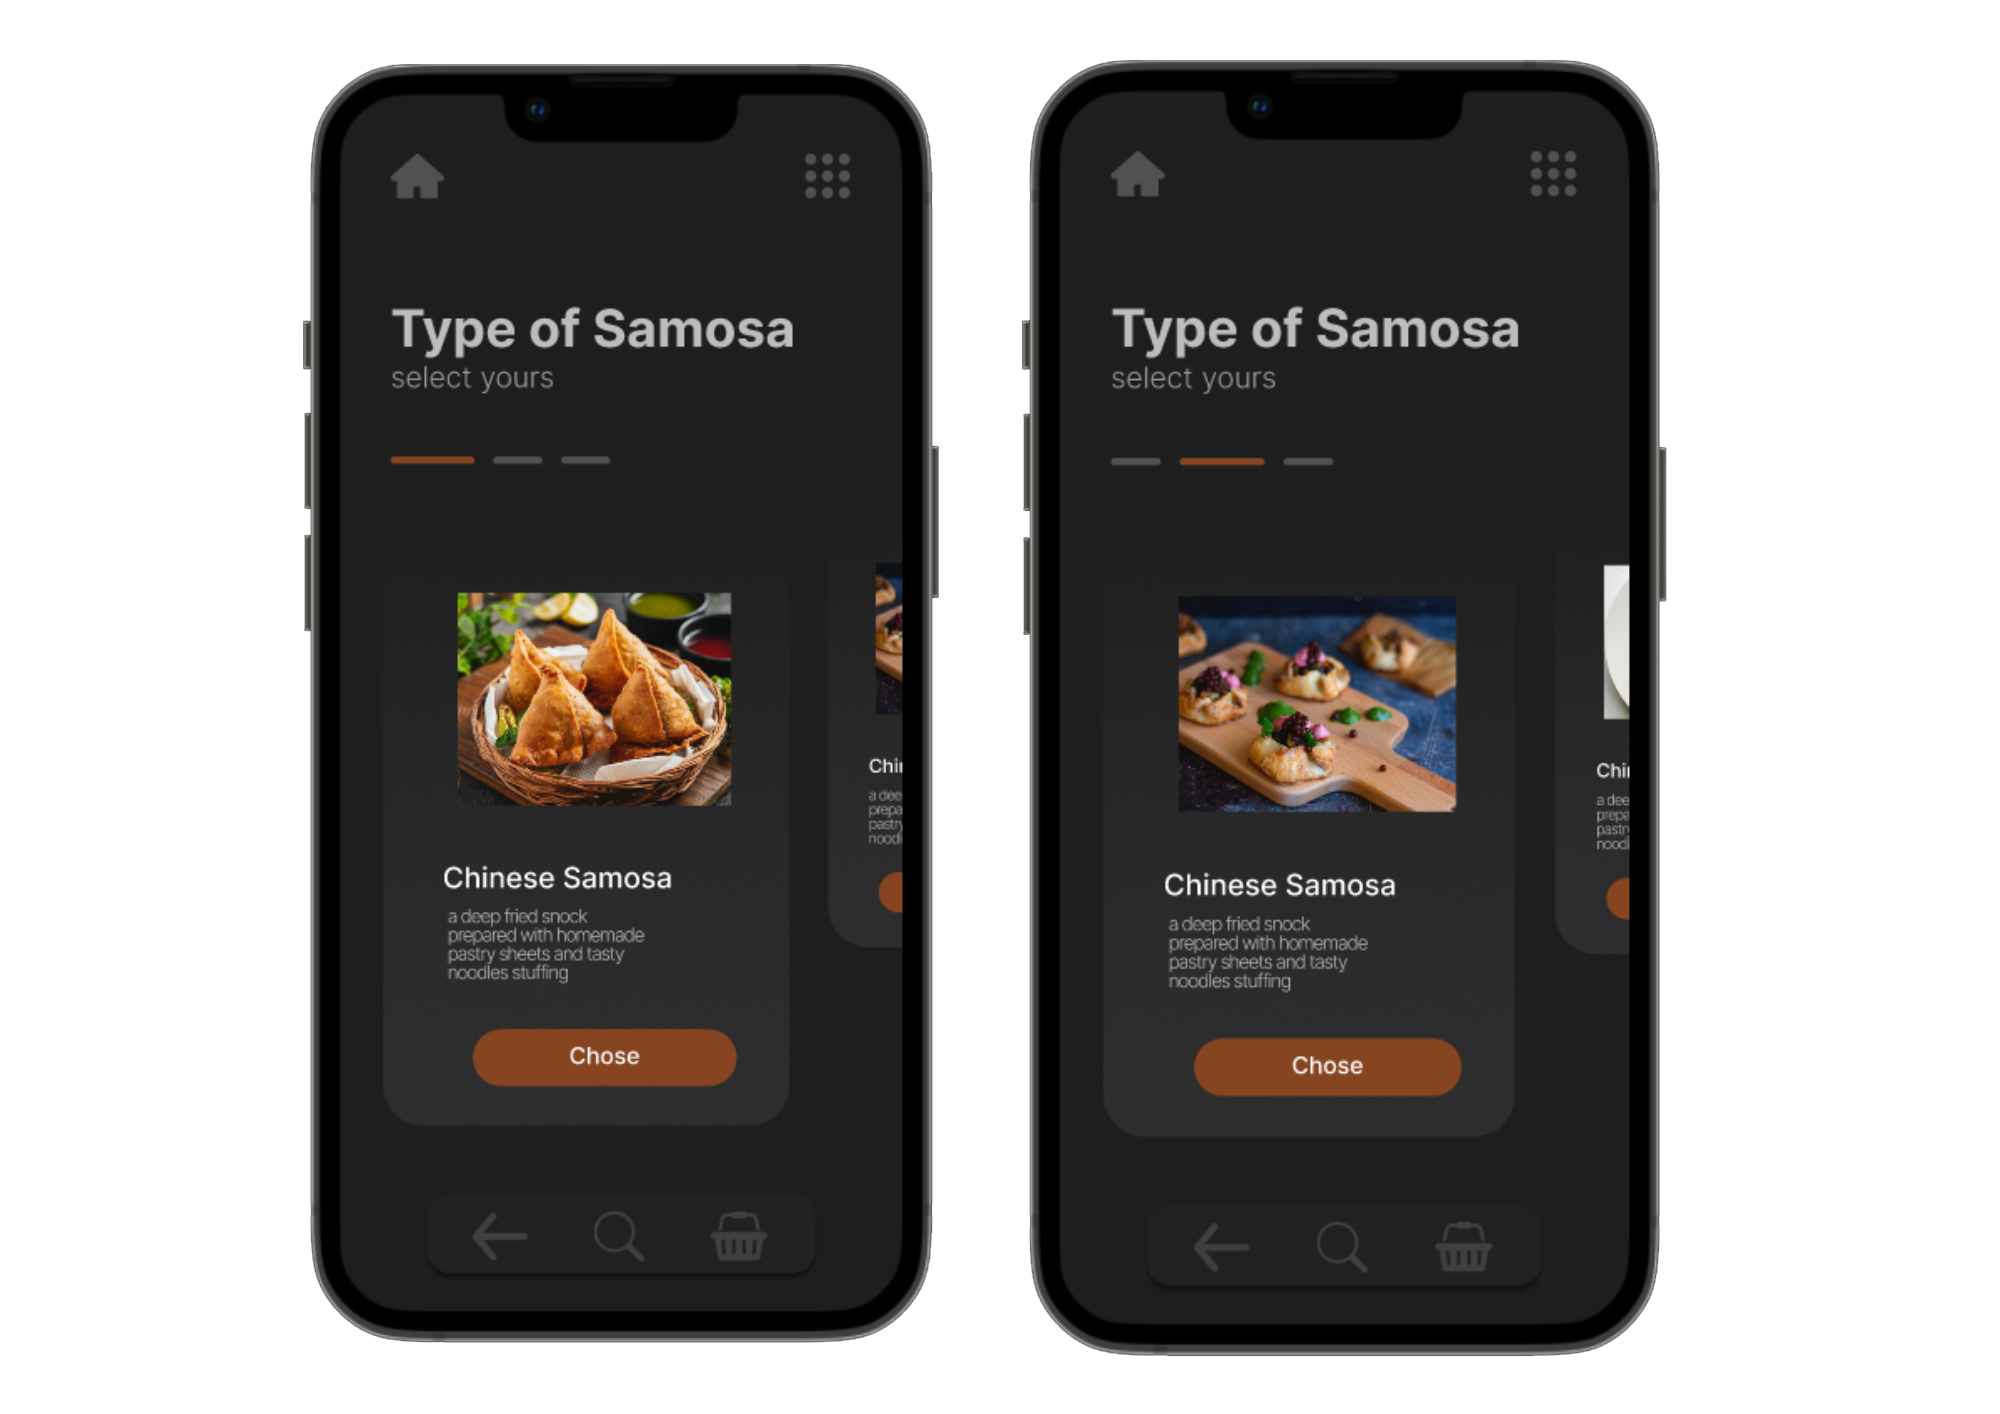 Type of Samosa
select yours
Chinese Samosa
a deep fried snock
prepared with homemade
pastry sheets and tasty
noodles stuffing
Chose
Chi
a dee
prepa
pastr
nood
Type of Samosa
select yours
Chinese Samosa
a deep fried snock
prepared with homemade
pastry sheets and tasty
noodles stuffing
Chose
Chi
a dee
prepa
pastr
nood